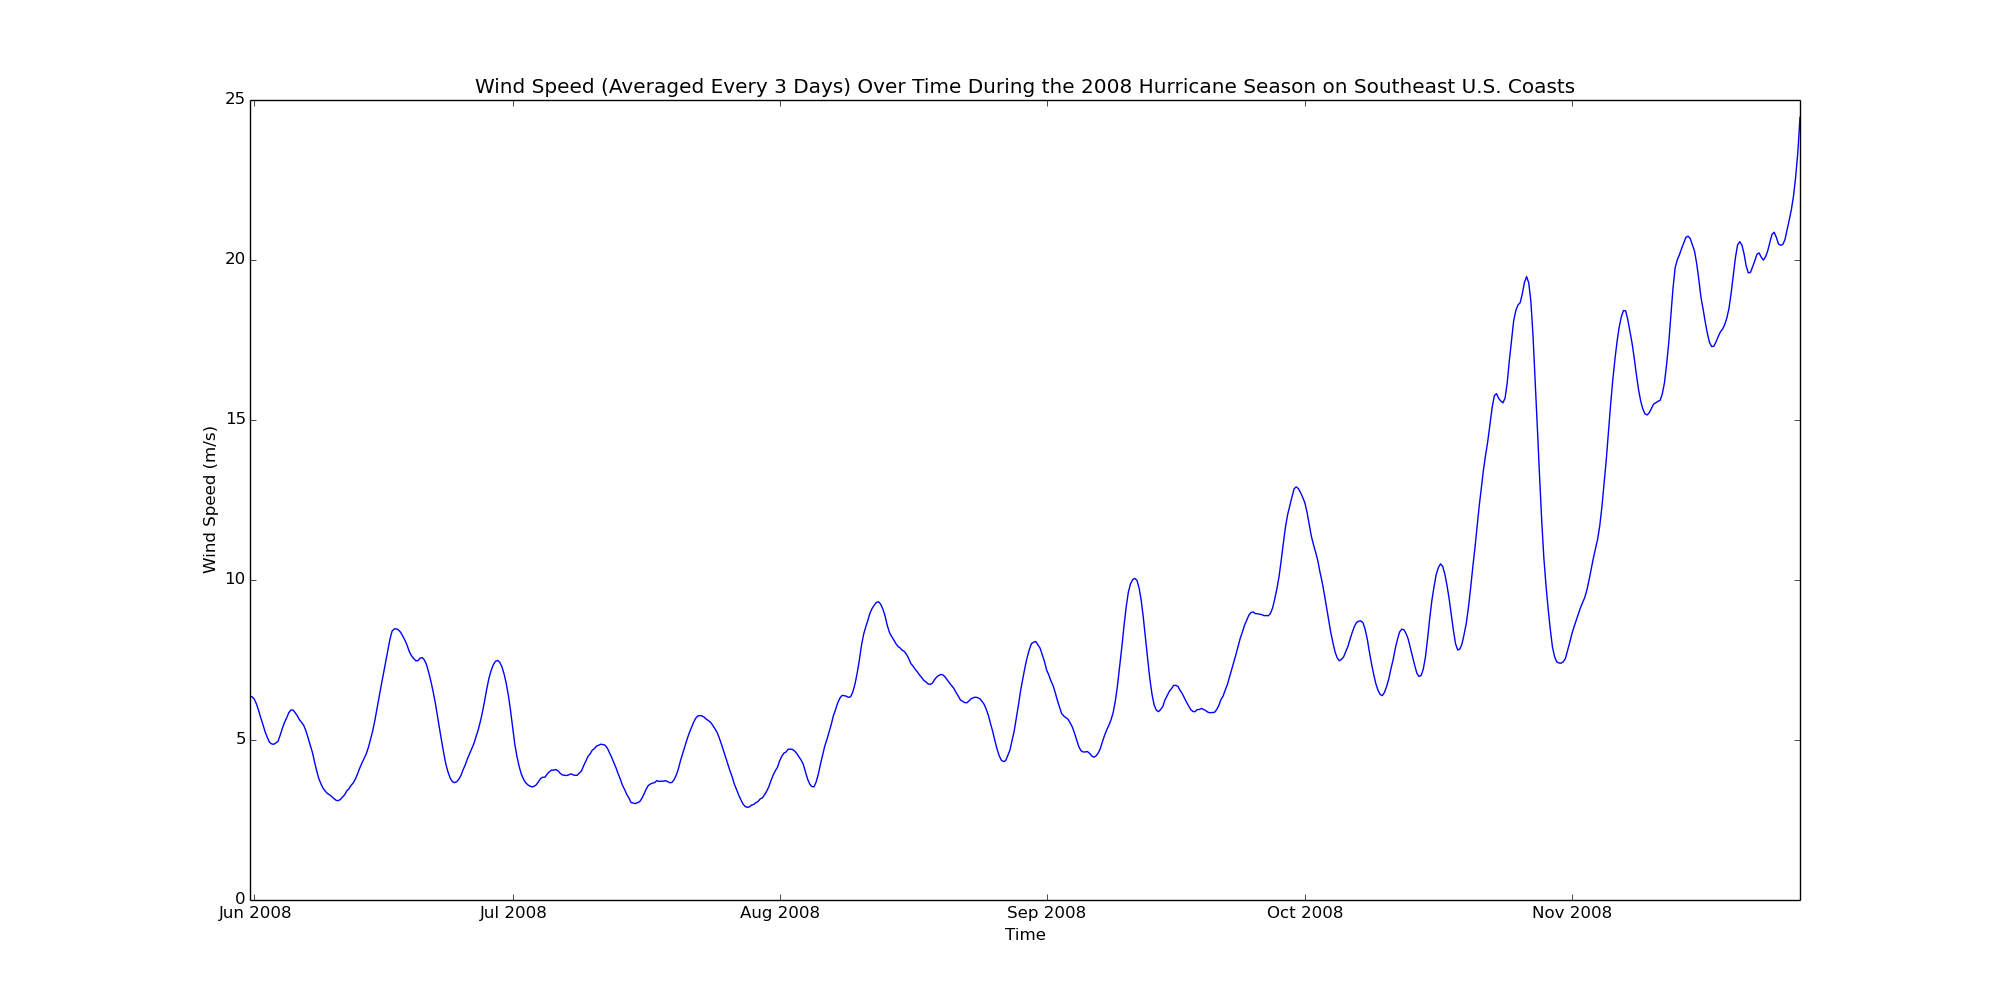 Wind Speed (Averaged Every 3 Days) Over Time During the 2008 Hurricane Season on Southeast U.S. Coasts
25
20
15
10
5
0
Wind Speed (m/s)
Jun 2008 Jul 2008 Aug 2008 Sep 2008 Oct 2008 Nov 2008
Time